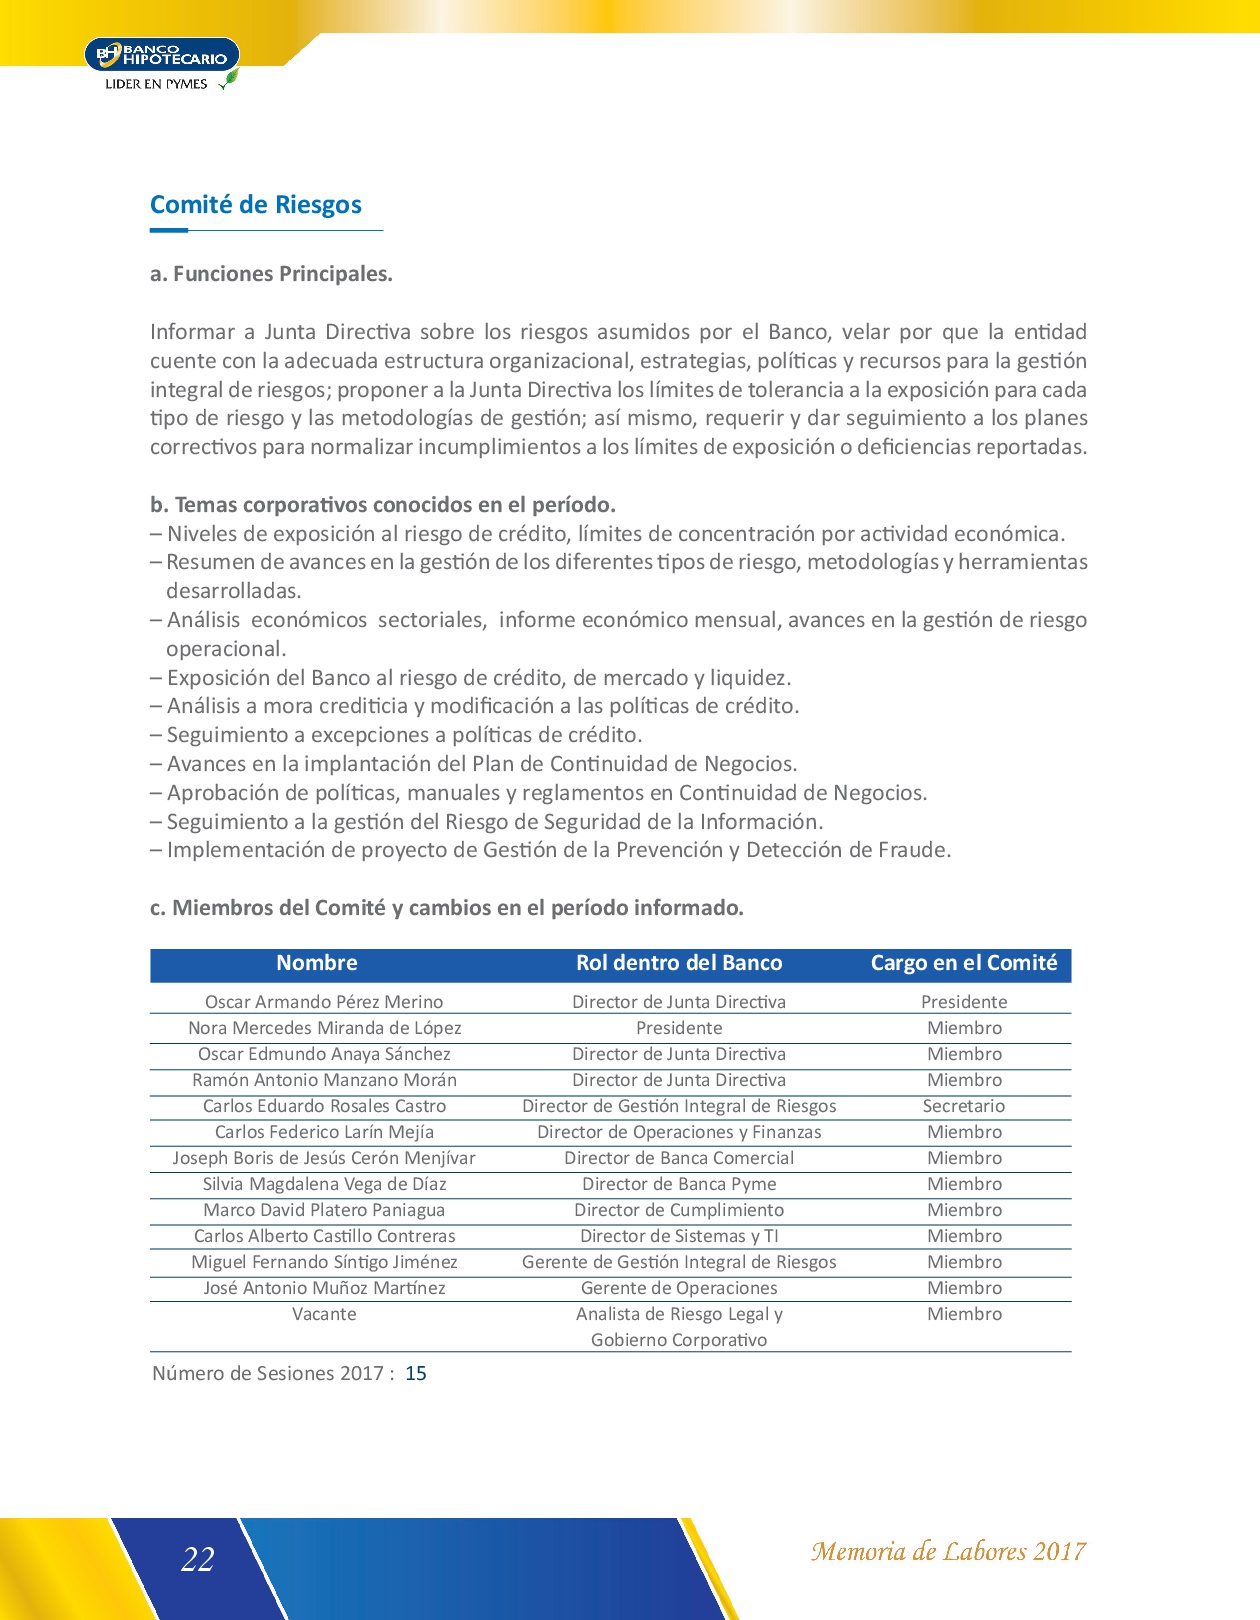 BH BANCO
HIPOTECARIO
LIDER EN PYMES
Comité de Riesgos
a. Funciones Principales.
Informar a Junta Directiva sobre los riesgos asumidos por el Banco, velar por que la entidad
cuente con la adecuada estructura organizacional, estrategias, políticas y recursos para la gestión
integral de riesgos; proponer a la Junta Directiva los límites de tolerancia a la exposición para cada
tipo de riesgo y las metodologías de gestión; así mismo, requerir y dar seguimiento a los planes
correctivos para normalizar incumplimientos a los límites de exposición o deficiencias reportadas.
b. Temas corporativos conocidos en el período.
– Niveles de exposición al riesgo de crédito, límites de concentración por actividad económica.
– Resumen de avances en la gestión de los diferentes tipos de riesgo, metodologías y herramientas
desarrolladas.
– Análisis económicos sectoriales, informe económico mensual, avances en la gestión de riesgo
operacional.
– Exposición del Banco al riesgo de crédito, de mercado y liquidez.
– Análisis a mora crediticia y modificación a las políticas de crédito.
– Seguimiento a excepciones a políticas de crédito.
– Avances en la implantación del Plan de Continuidad de Negocios.
– Aprobación de políticas, manuales y reglamentos en Continuidad de Negocios.
– Seguimiento a la gestión del Riesgo de Seguridad de la Información.
– Implementación de proyecto de Gestión de la Prevención y Detección de Fraude.
c. Miembros del Comité y cambios en el período informado.
Nombre Rol dentro del Banco Cargo en el Comité
Oscar Armando Pérez Merino Director de Junta Directiva Presidente
Nora Mercedes Miranda de López Presidente Miembro
Oscar Edmundo Anaya Sánchez Director de Junta Directiva Miembro
Ramón Antonio Manzano Morán Director de Junta Directiva Miembro
Carlos Eduardo Rosales Castro Director de Gestión Integral de Riesgos Secretario
Carlos Federico Larín Mejía Director de Operaciones y Finanzas Miembro
Joseph Boris de Jesús Cerón Menjívar Director de Banca Comercial Miembro
Silvia Magdalena Vega de Díaz Director de Banca Pyme Miembro
Marco David Platero Paniagua Director de Cumplimiento Miembro
Carlos Alberto Castillo Contreras Director de Sistemas y TI Miembro
Miguel Fernando Síntigo Jiménez Gerente de Gestión Integral de Riesgos Miembro
José Antonio Muñoz Martínez Gerente de Operaciones Miembro
Vacante Analista de Riesgo Legal y Miembro
Gobierno Corporativo
Número de Sesiones 2017 : 15
22
Memoria de Labores 2017